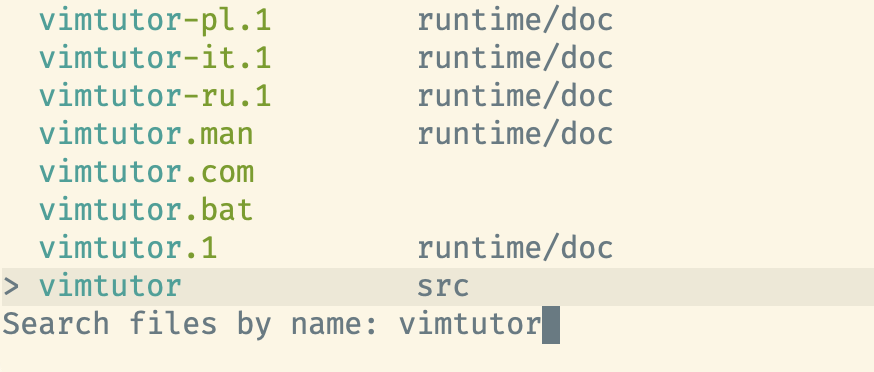 vimtutor-pl.1 runtime/doc
vimtutor-it.1 runtime/doc
vimtutor-ru.1 runtime/doc
vimtutor.man runtime/doc
vimtutor.com
vimtutor.bat
vimtutor.1 runtime/doc
> vimtutor src
Search files by name: vimtutor